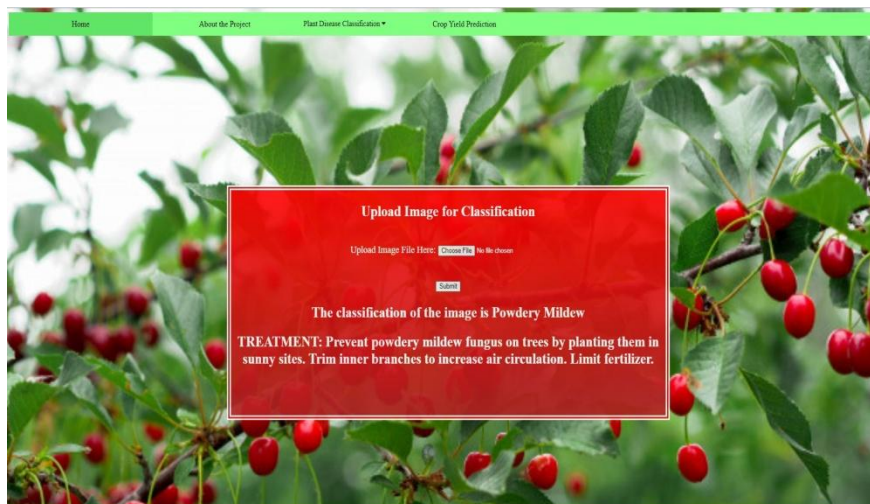 Home About the Project Plant Disease Classification ▾ Crop Yield Prediction
Upload Image for Classification
Upload Image File Here: Choose File No file chosen
Submit
The classification of the image is Powdery Mildew
TREATMENT: Prevent powdery mildew fungus on trees by planting them in
sunny sites. Trim inner branches to increase air circulation. Limit fertilizer.